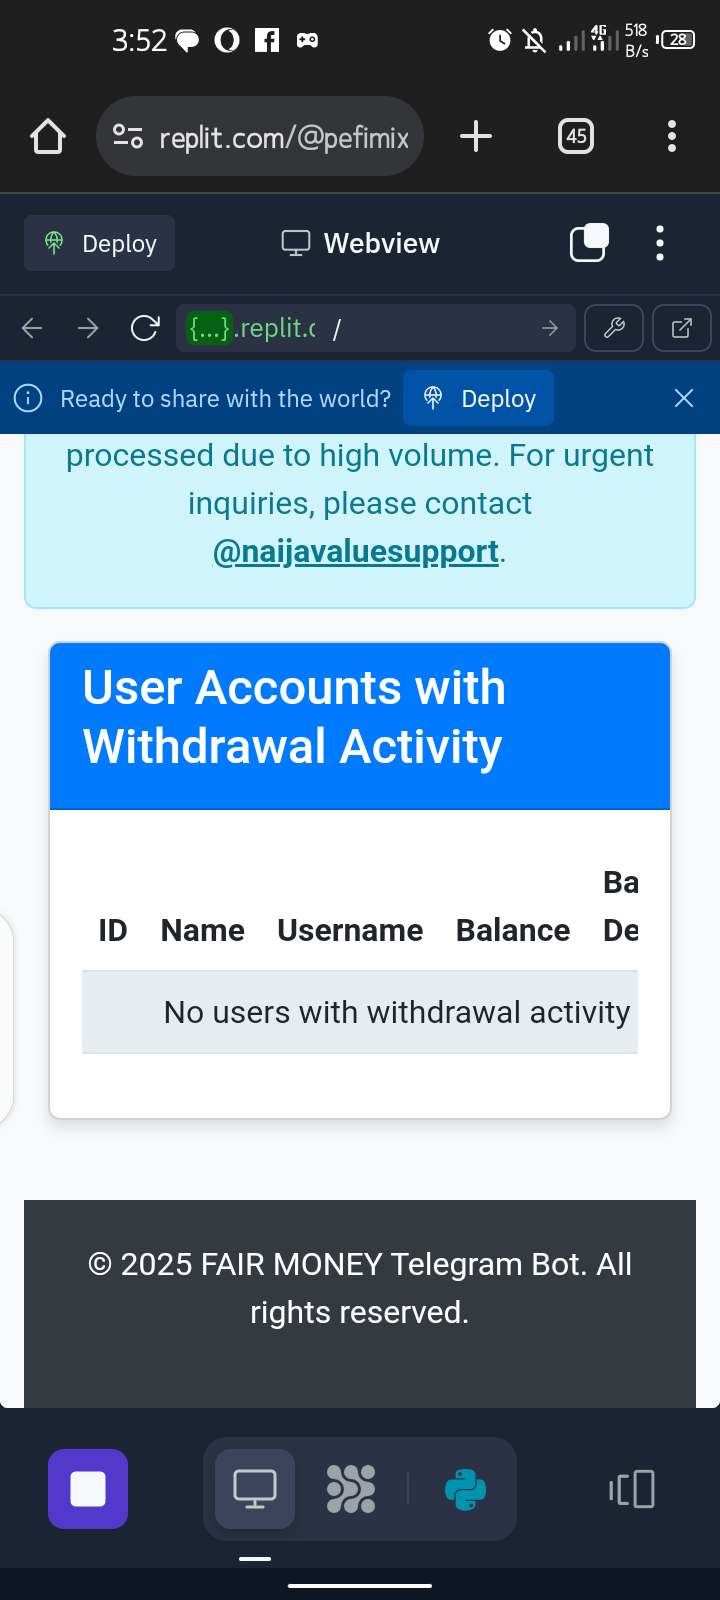 3:52
4G
518
B/s
28
replit.com/@pefimix
45
Deploy
Webview
{...}.replit.c /
Ready to share with the world?
Deploy
processed due to high volume. For urgent
inquiries, please contact
@naijavaluesupport.
User Accounts with
Withdrawal Activity
Ba
ID Name Username Balance De
No users with withdrawal activity
© 2025 FAIR MONEY Telegram Bot. All
rights reserved.